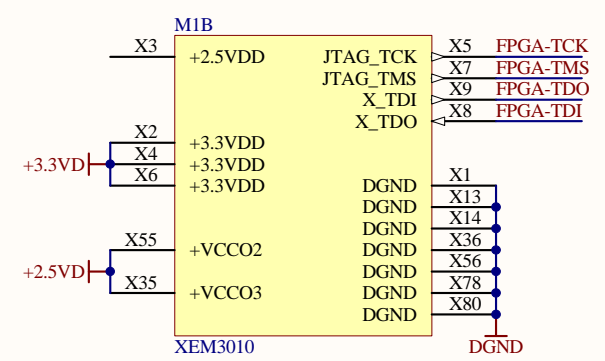 M1B
X3 +2.5VDD JTAG_TCK X5 FPGA-TCK
JTAG_TMS X7 FPGA-TMS
X_TDI X9 FPGA-TDO
X_TDO X8 FPGA-TDI
X2 +3.3VDD
+3.3VD X4 +3.3VDD
X6 +3.3VDD DGND X1
DGND X13
DGND X14
X55 +VCCO2 DGND X36
+2.5VD DGND X56
X35 +VCCO3 DGND X78
DGND X80
XEM3010 DGND